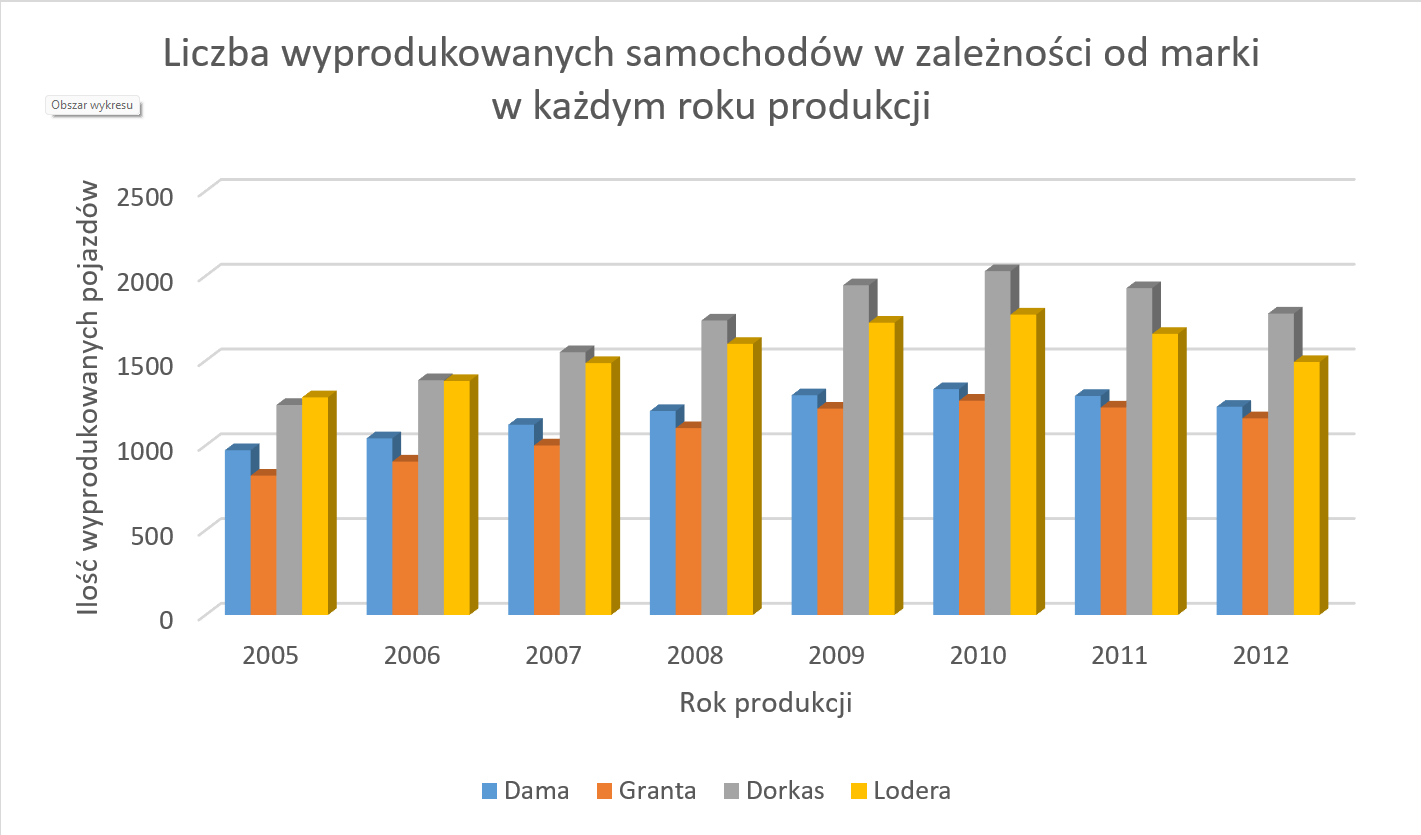 Liczba wyprodukowanych samochodów w zależności od marki
w każdym roku produkcji
Obszar wykresu
Ilość wyprodukowanych pojazdów
2500
2000
1500
1000
500
0
2005 2006 2007 2008 2009 2010 2011 2012
Rok produkcji
Dama Granta Dorkas Lodera